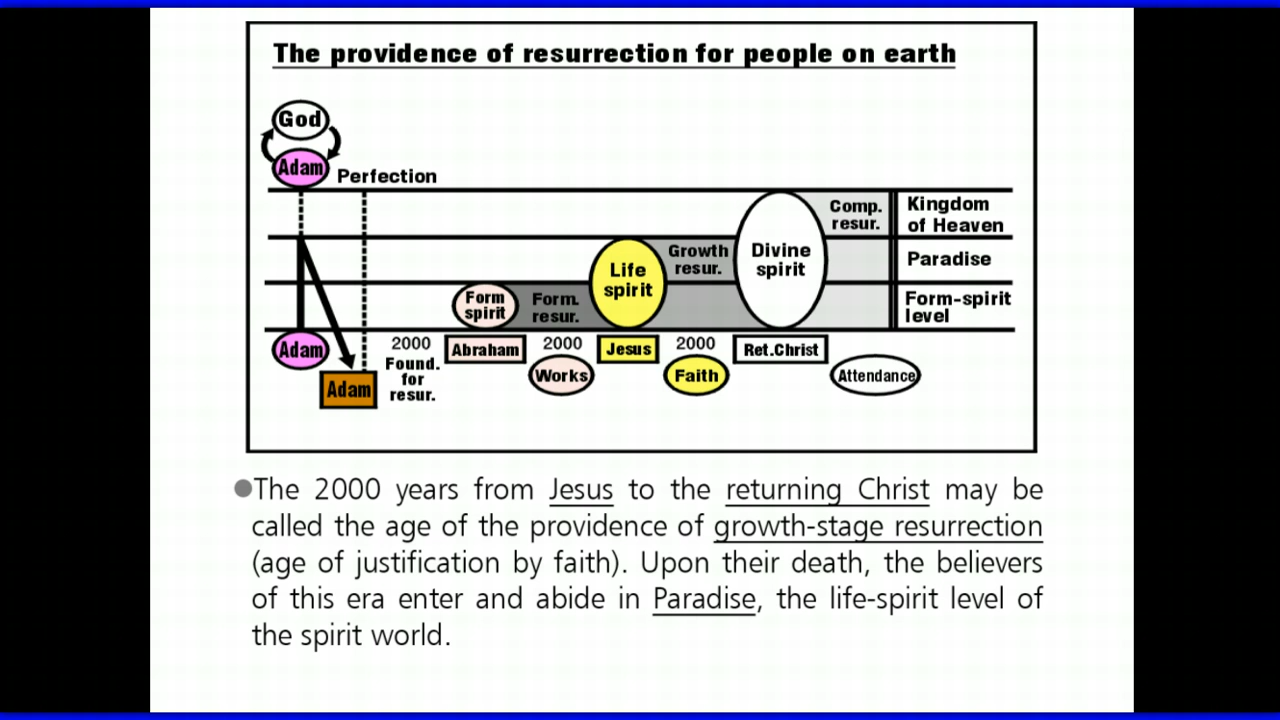 The providence of resurrection for people on earth
God
Adam
Perfection
Comp.
resur.
Kingdom
of Heaven
Growth
resur.
Divine
spirit
Paradise
Life
spirit
Form
spirit
Form.
resur.
Form-spirit
level
Adam
2000
Found.
for
resur.
Abraham
2000
Works
Jesus
2000
Faith
Ret.Christ
Attendance
Adam
●The 2000 years from Jesus to the returning Christ may be
called the age of the providence of growth-stage resurrection
(age of justification by faith). Upon their death, the believers
of this era enter and abide in Paradise, the life-spirit level of
the spirit world.